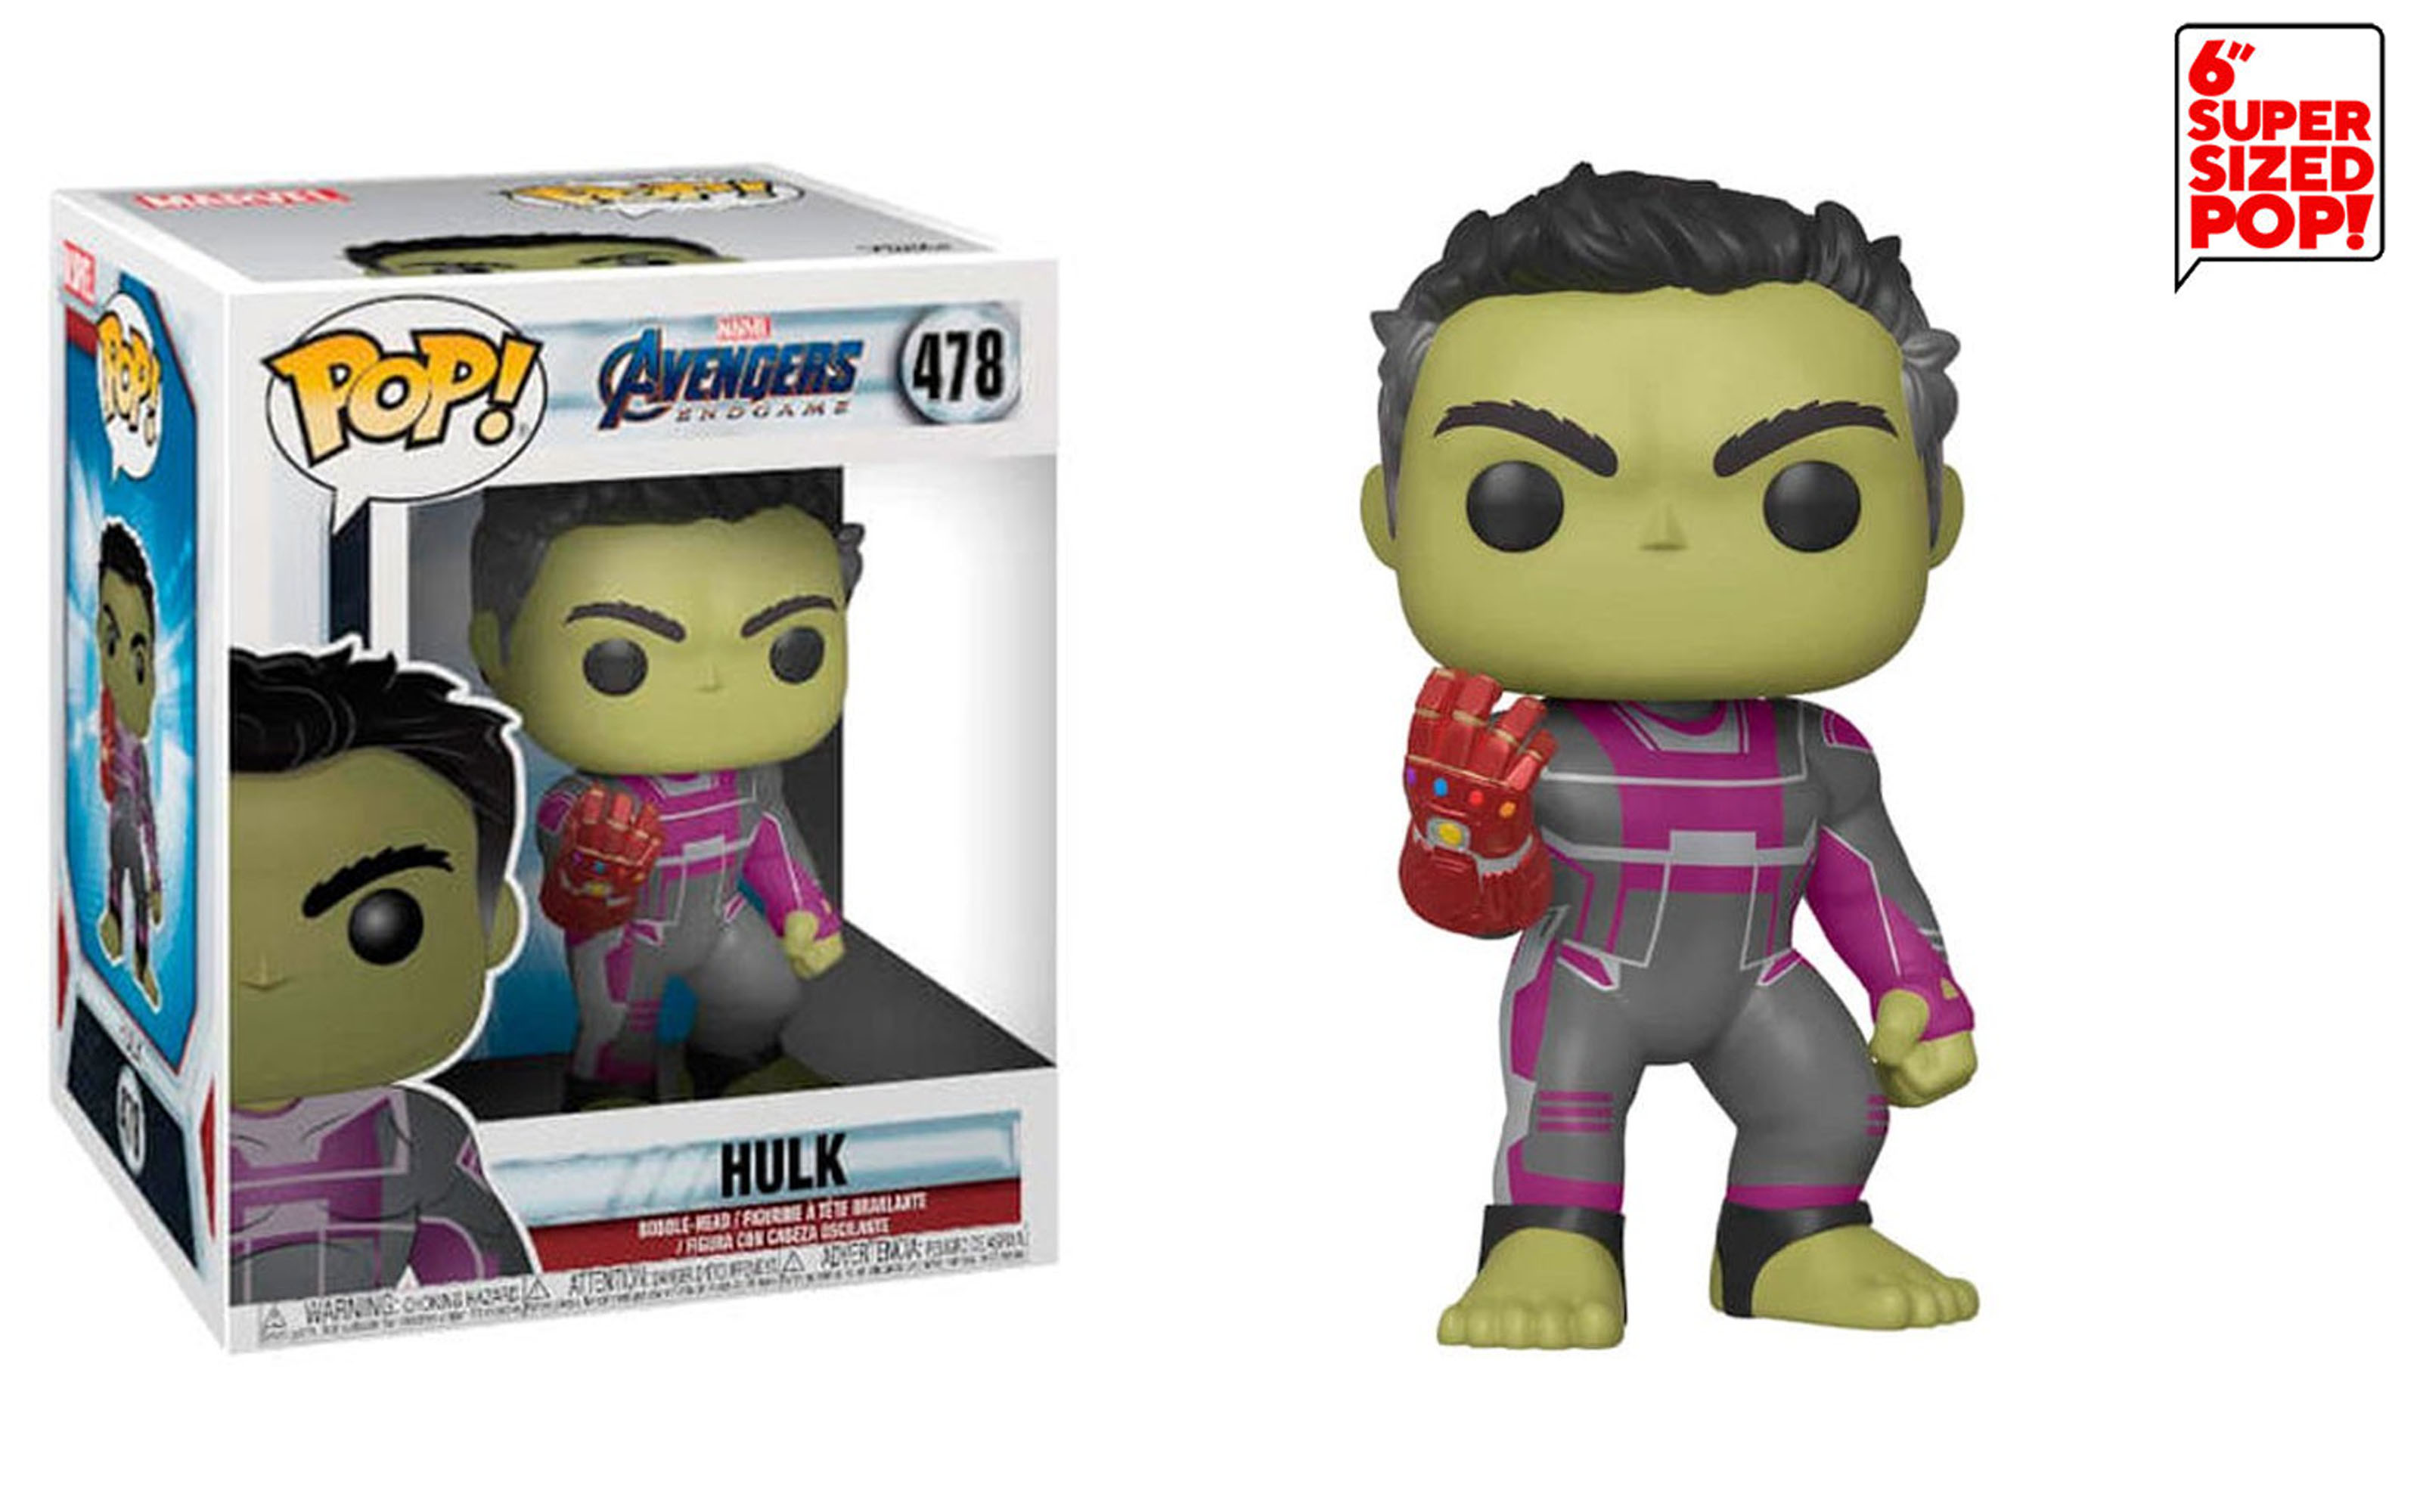 6"
SUPER
SIZED
POP!
MARVEL
POP!
MARVEL
AVENGERS
ENDGAME
478
HULK
BOBBLE-HEAD / FIGURINE À TÊTE BRANLANTE
/ FIGURA CON CABEZA OSCILANTE
WARNING: CHOKING HAZARD ATTENTION: ADVERTENCIA: